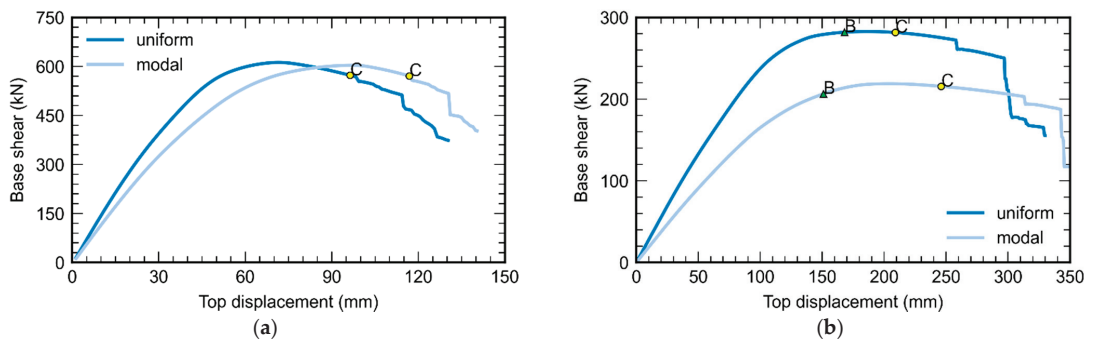 750
600
450
300
150
0
Base shear (kN)
uniform
modal
C
C
0 30 60 90 120 150
Top displacement (mm)
(a)
300
200
100
0
Base shear (kN)
B
C
B
C
uniform
modal
0 50 100 150 200 250 300 350
Top displacement (mm)
(b)